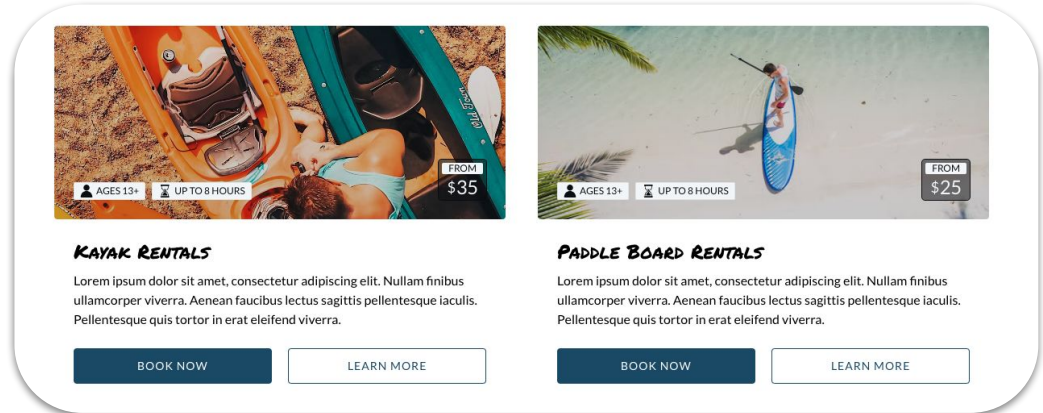 Old Town
FROM
$35
AGES 13+
UP TO 8 HOURS
KAYAK RENTALS
Lorem ipsum dolor sit amet, consectetur adipiscing elit. Nullam finibus
ullamcorper viverra. Aenean faucibus lectus sagittis pellentesque iaculis.
Pellentesque quis tortor in erat eleifend viverra.
BOOK NOW
LEARN MORE
FROM
$25
AGES 13+
UP TO 8 HOURS
PADDLE BOARD RENTALS
Lorem ipsum dolor sit amet, consectetur adipiscing elit. Nullam finibus
ullamcorper viverra. Aenean faucibus lectus sagittis pellentesque iaculis.
Pellentesque quis tortor in erat eleifend viverra.
BOOK NOW
LEARN MORE